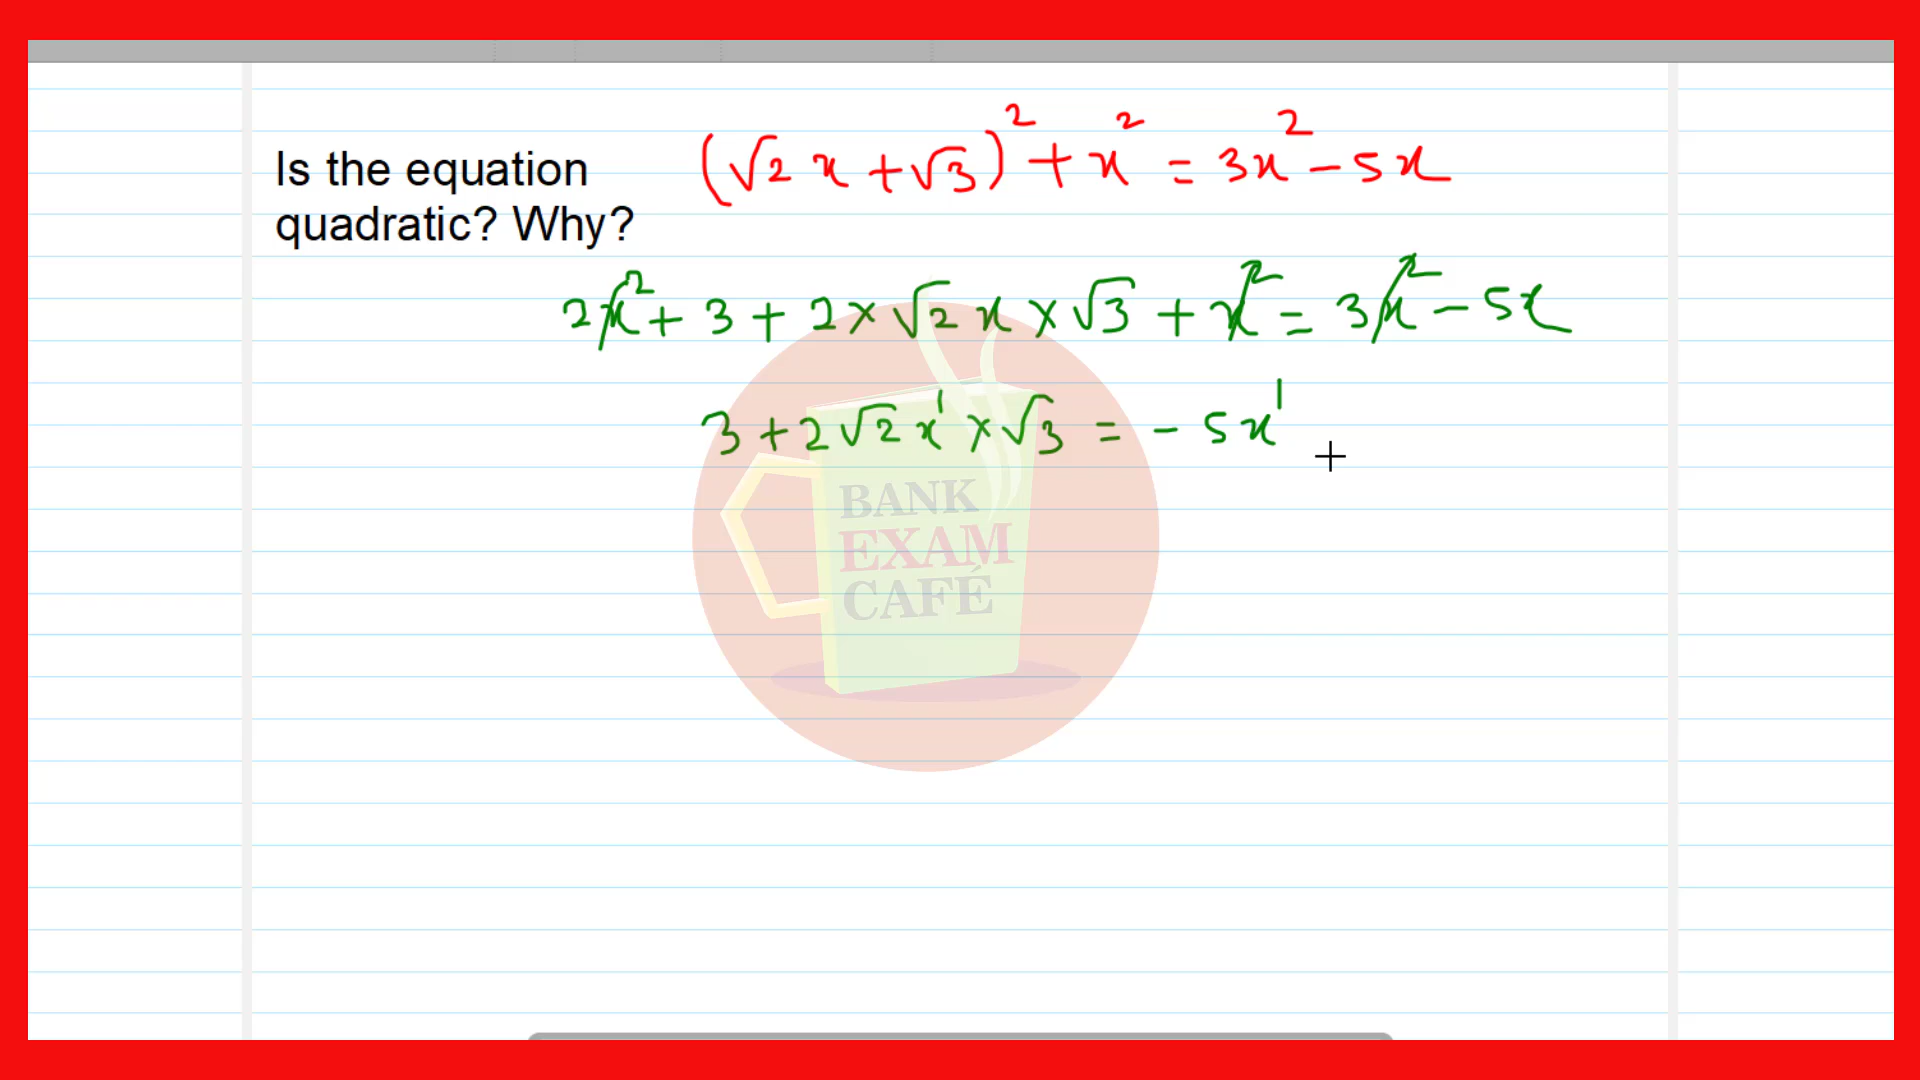 Is the equation
quadratic? Why?
(√2 x + √3)² + x² = 3x² - 5x
2x² + 3 + 2 × √2 x × √3 + x² = 3x² - 5x
3 + 2 √2 x¹ × √3 = - 5x¹
BANK
EXAM
CAFÉ